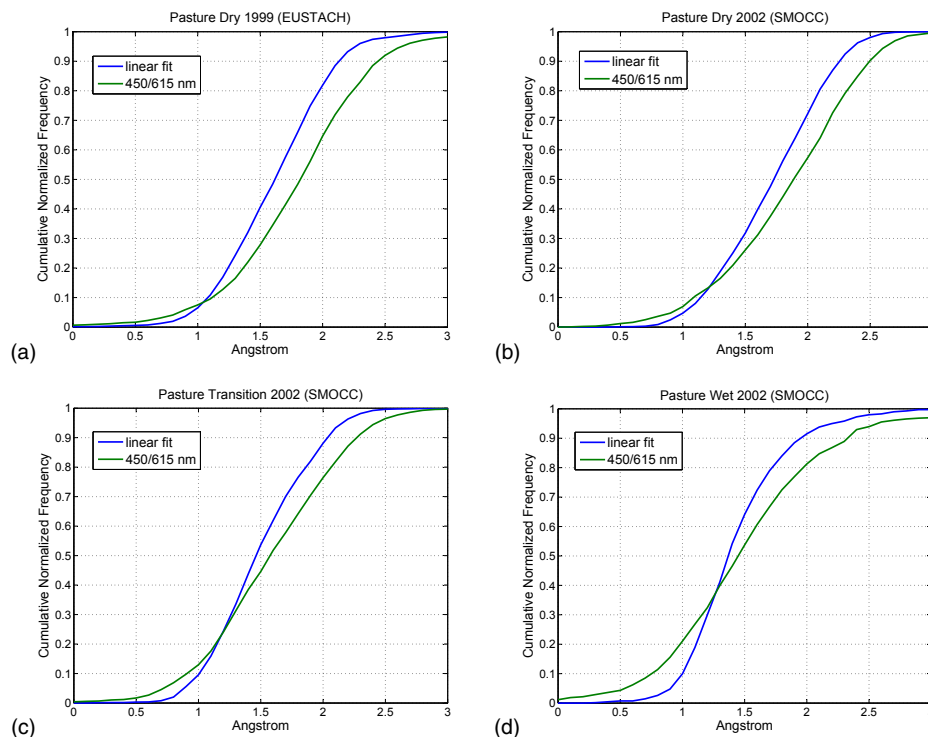 Pasture Dry 1999 (EUSTACH)
1
0.9
0.8
0.7
0.6
0.5
0.4
0.3
0.2
0.1
0
Cumulative Normalized Frequency
linear fit
450/615 nm
0 0.5 1 1.5 2 2.5 3
Angstrom
(a)
Pasture Dry 2002 (SMOCC)
1
0.9
0.8
0.7
0.6
0.5
0.4
0.3
0.2
0.1
0
Cumulative Normalized Frequency
linear fit
450/615 nm
0 0.5 1 1.5 2 2.5
Angstrom
(b)
Pasture Transition 2002 (SMOCC)
1
0.9
0.8
0.7
0.6
0.5
0.4
0.3
0.2
0.1
0
Cumulative Normalized Frequency
linear fit
450/615 nm
0 0.5 1 1.5 2 2.5 3
Angstrom
(c)
Pasture Wet 2002 (SMOCC)
1
0.9
0.8
0.7
0.6
0.5
0.4
0.3
0.2
0.1
0
Cumulative Normalized Frequency
linear fit
450/615 nm
0 0.5 1 1.5 2 2.5
Angstrom
(d)